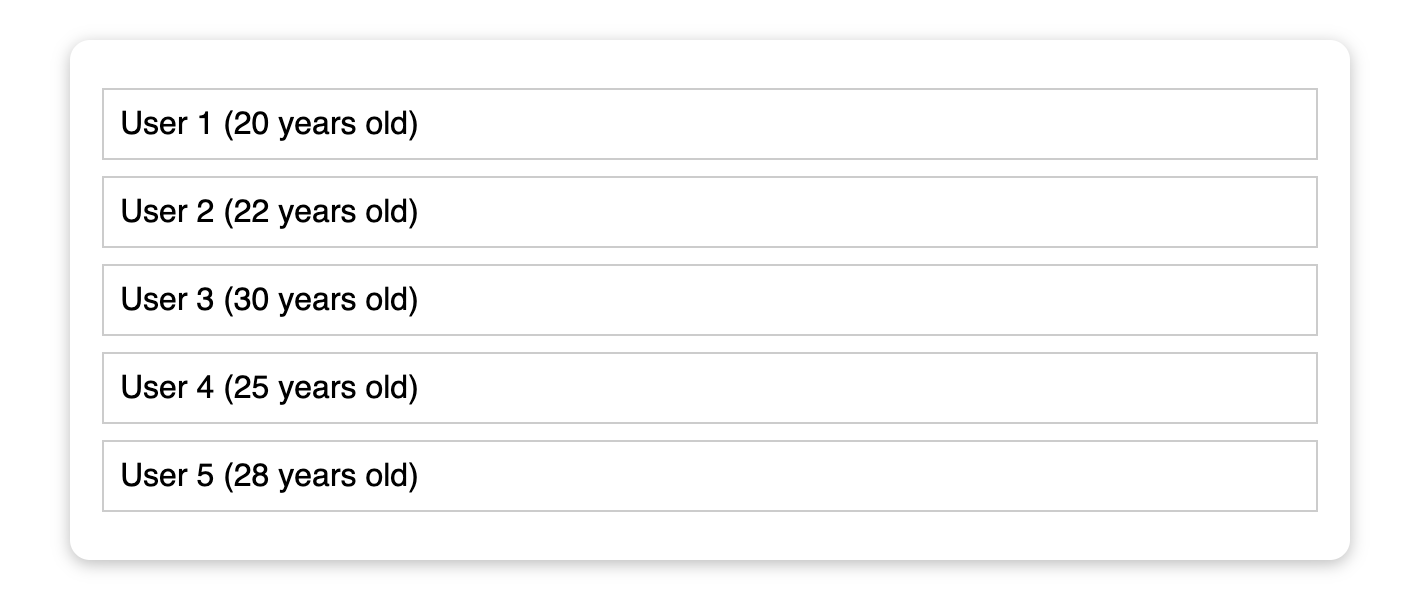 User 1 (20 years old)
User 2 (22 years old)
User 3 (30 years old)
User 4 (25 years old)
User 5 (28 years old)